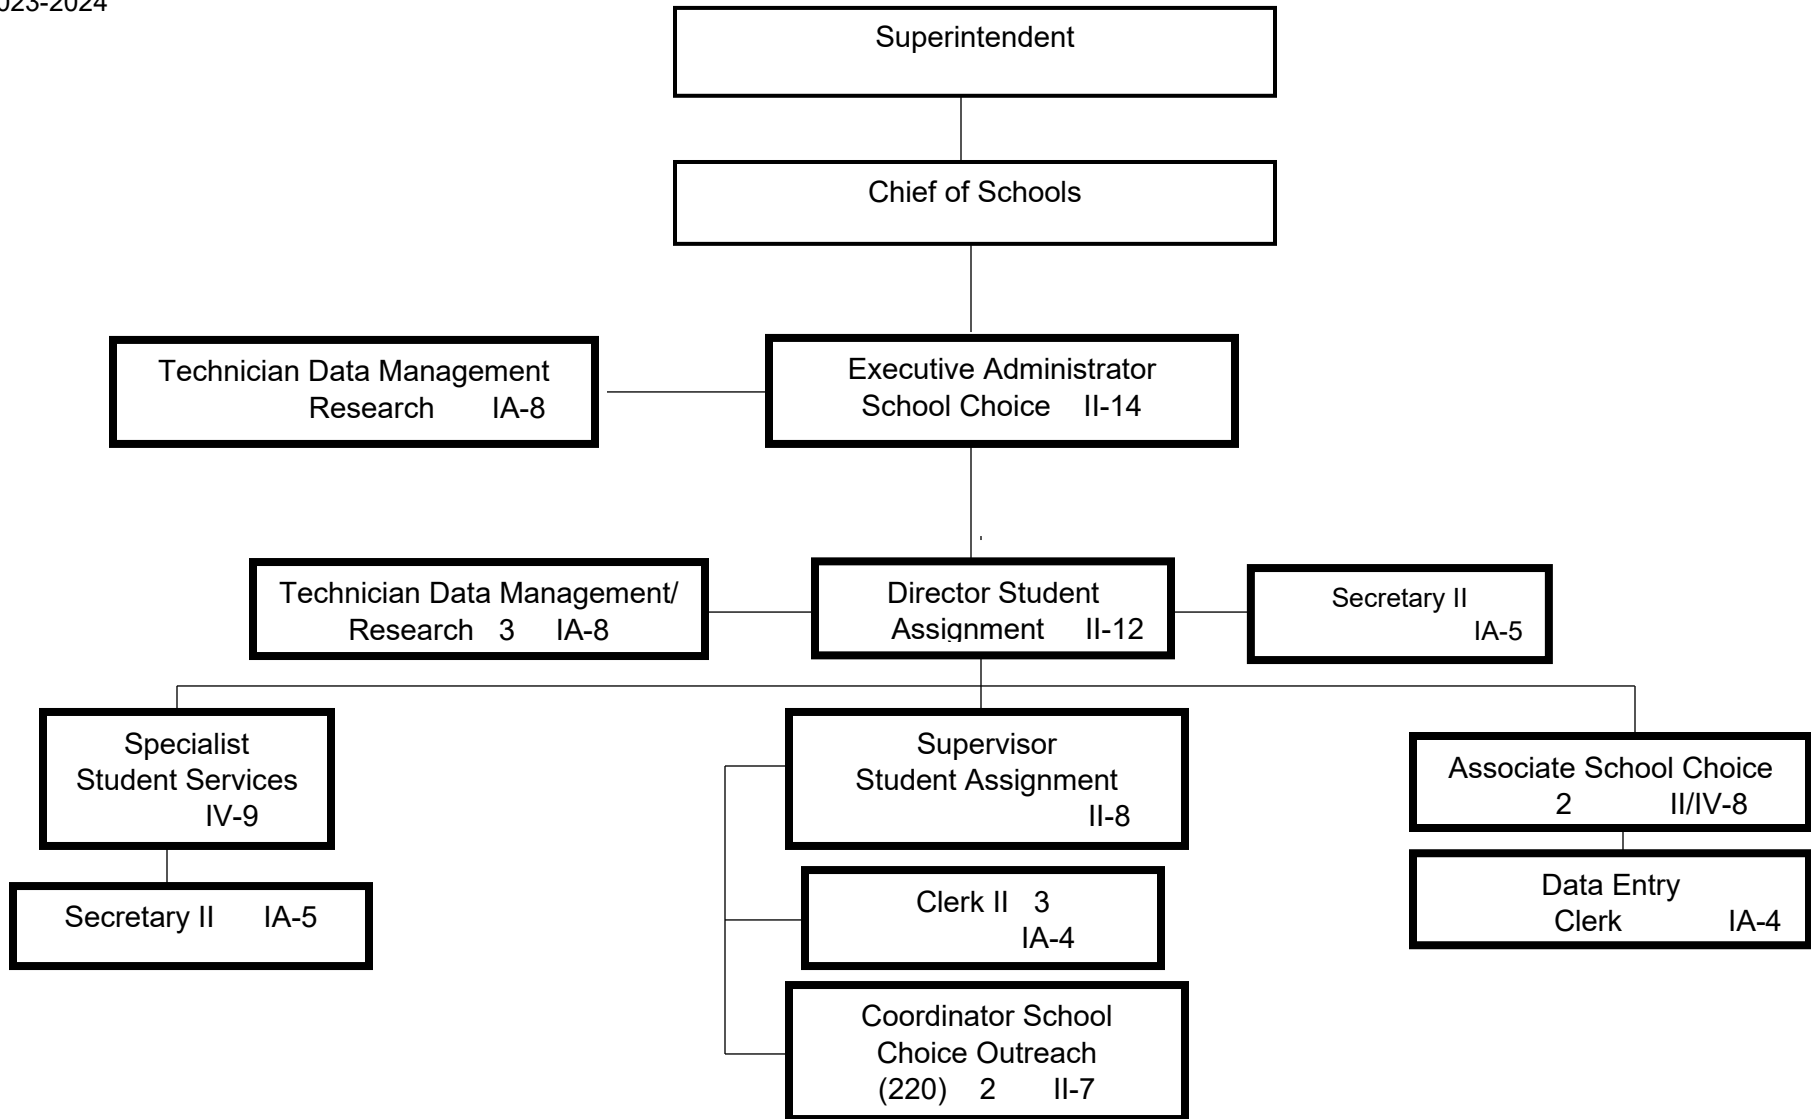 023-2024
Superintendent
Chief of Schools
Technician Data Management
Research IA-8
Executive Administrator
School Choice II-14
Technician Data Management/
Research 3 IA-8
Director Student
Assignment II-12
Secretary II
IA-5
Specialist
Student Services
IV-9
Supervisor
Student Assignment
II-8
Associate School Choice
2 II/IV-8
Secretary II IA-5
Clerk II 3
IA-4
Data Entry
Clerk IA-4
Coordinator School
Choice Outreach
(220) 2 II-7